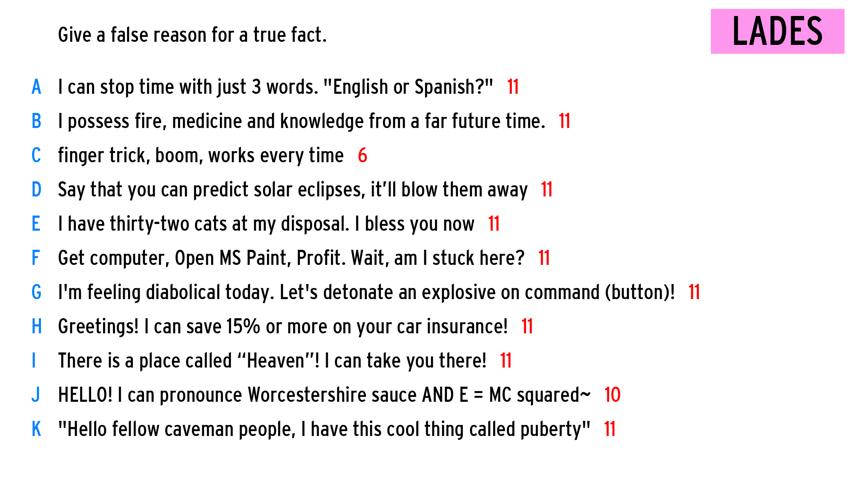 Give a false reason for a true fact.
LADES
A I can stop time with just 3 words. "English or Spanish?" 11
B I possess fire, medicine and knowledge from a far future time. 11
C finger trick, boom, works every time 6
D Say that you can predict solar eclipses, it’ll blow them away 11
E I have thirty-two cats at my disposal. I bless you now 11
F Get computer, Open MS Paint, Profit. Wait, am I stuck here? 11
G I'm feeling diabolical today. Let's detonate an explosive on command (button)! 11
H Greetings! I can save 15% or more on your car insurance! 11
I There is a place called “Heaven”! I can take you there! 11
J HELLO! I can pronounce Worcestershire sauce AND E = MC squared~ 10
K "Hello fellow caveman people, I have this cool thing called puberty" 11